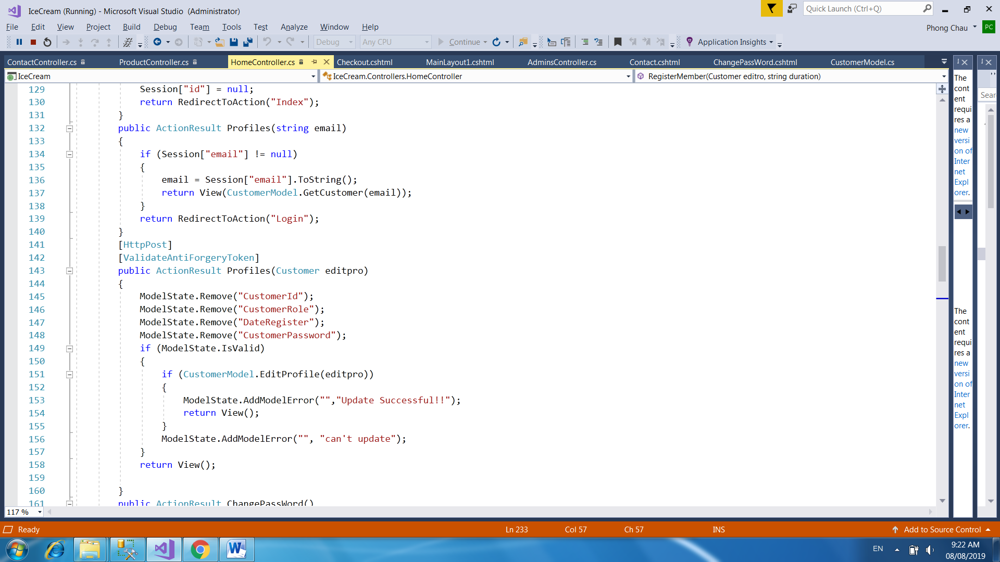 IceCream (Running) - Microsoft Visual Studio (Administrator)
Quick Launch (Ctrl+Q)
File Edit View Project Build Debug Team Tools Test Analyze Window Help
Phong Chau PC
Debug Any CPU Continue Application Insights
ContactController.cs ProductController.cs HomeController.cs Checkout.cshtml MainLayout1.cshtml AdminsController.cs Contact.cshtml ChangePassWord.cshtml CustomerModel.cs
IceCream IceCream.Controllers.HomeController RegisterMember(Customer editro, string duration)
129 Session["id"] = null;
130 return RedirectToAction("Index");
131 }
132 public ActionResult Profiles(string email)
133 {
134 if (Session["email"] != null)
135 {
136 email = Session["email"].ToString();
137 return View(CustomerModel.GetCustomer(email));
138 }
139 return RedirectToAction("Login");
140 }
141 [HttpPost]
142 [ValidateAntiForgeryToken]
143 public ActionResult Profiles(Customer editpro)
144 {
145 ModelState.Remove("CustomerId");
146 ModelState.Remove("CustomerRole");
147 ModelState.Remove("DateRegister");
148 ModelState.Remove("CustomerPassword");
149 if (ModelState.IsValid)
150 {
151 if (CustomerModel.EditProfile(editpro))
152 {
153 ModelState.AddModelError("","Update Successful!!");
154 return View();
155 }
156 ModelState.AddModelError("", "can't update");
157 }
158 return View();
159
160 }
161 public ActionResult ChangePassWord()
117 %
The
cont
ent
requi
res a
new
versi
on of
Inter
net
Expl
orer.
The
cont
ent
requi
res a
new
versi
on of
Inter
net
Expl
orer.
Sear
Ready Ln 233 Col 57 Ch 57 INS Add to Source Control
EN 9:22 AM
08/08/2019